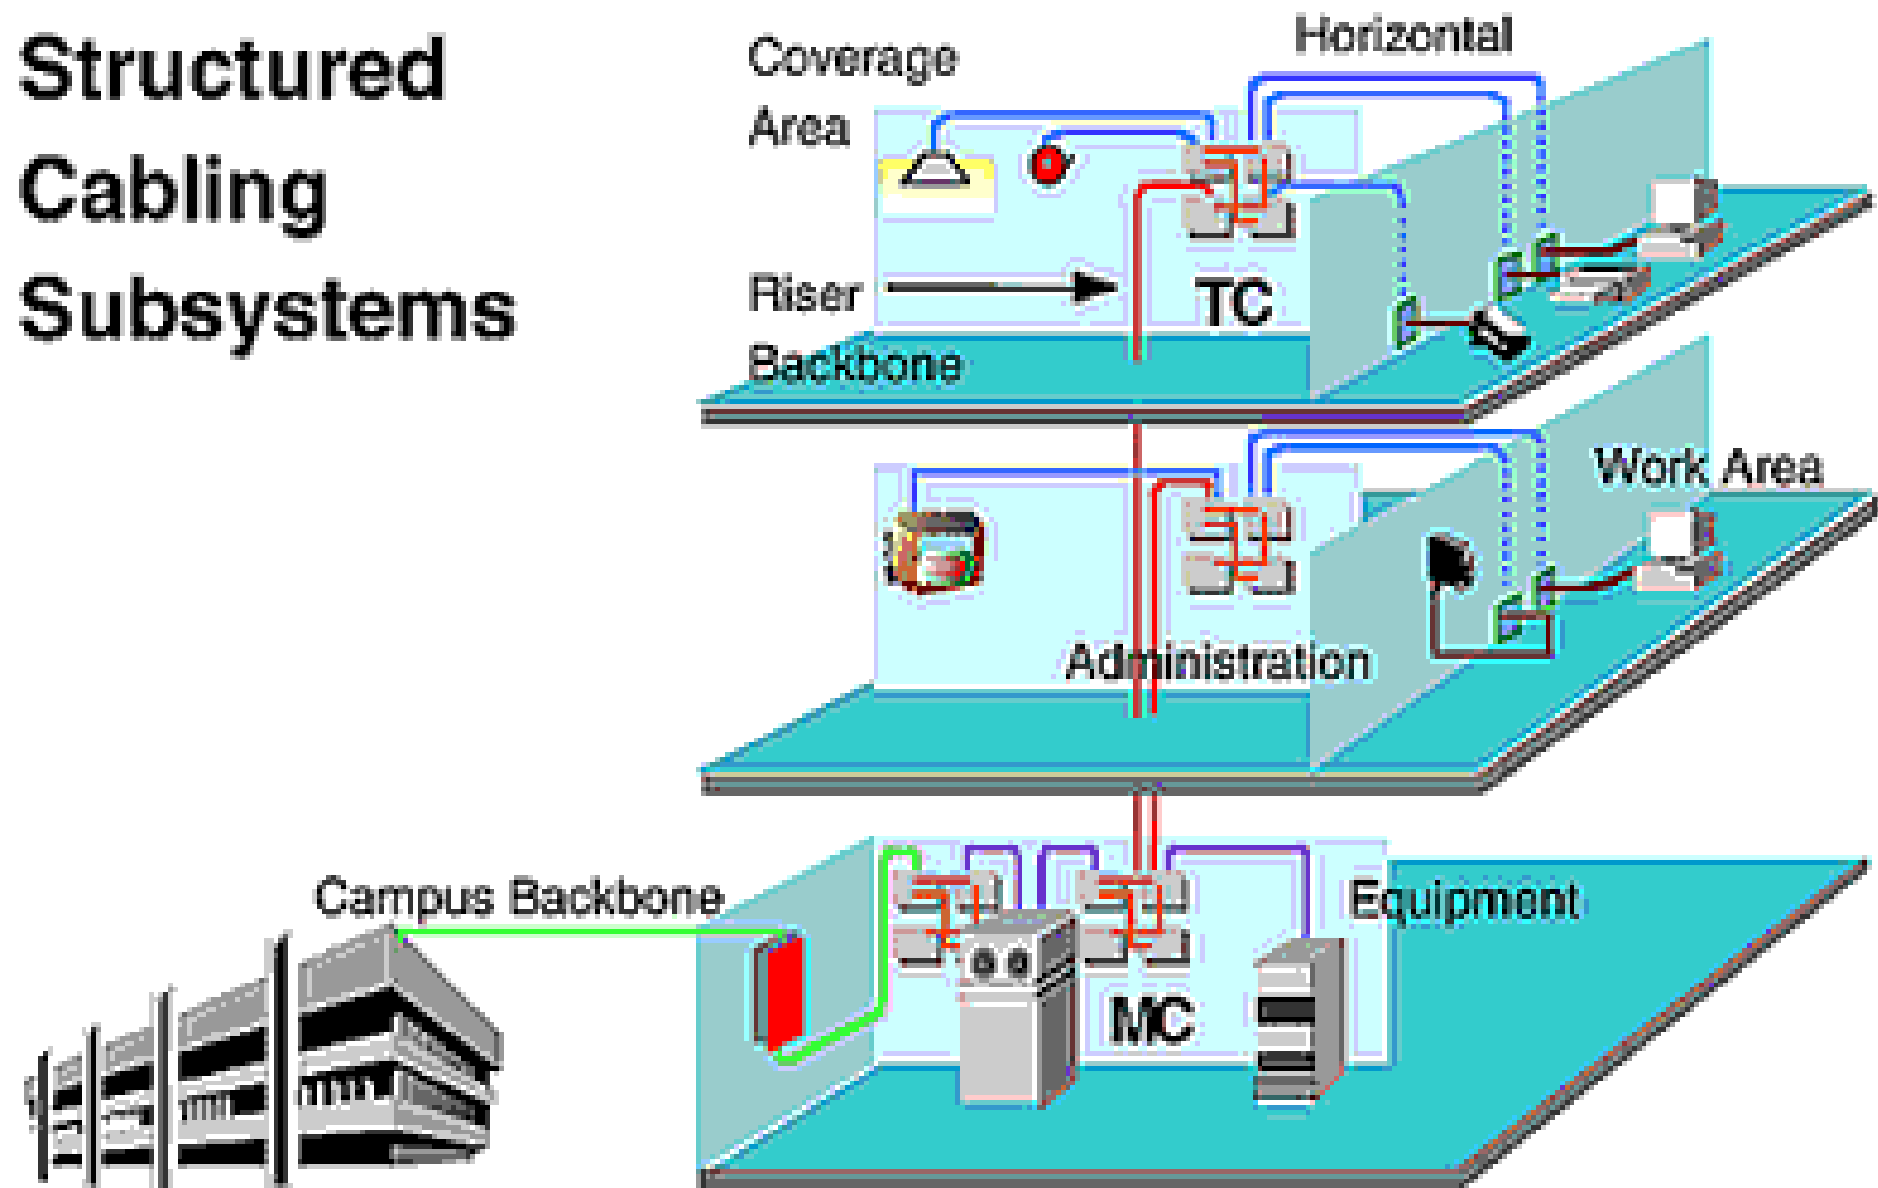 Structured
Cabling
Subsystems
Coverage
Area
Horizontal
Riser
Backbone
TC
Work Area
Administration
Campus Backbone
Equipment
MC